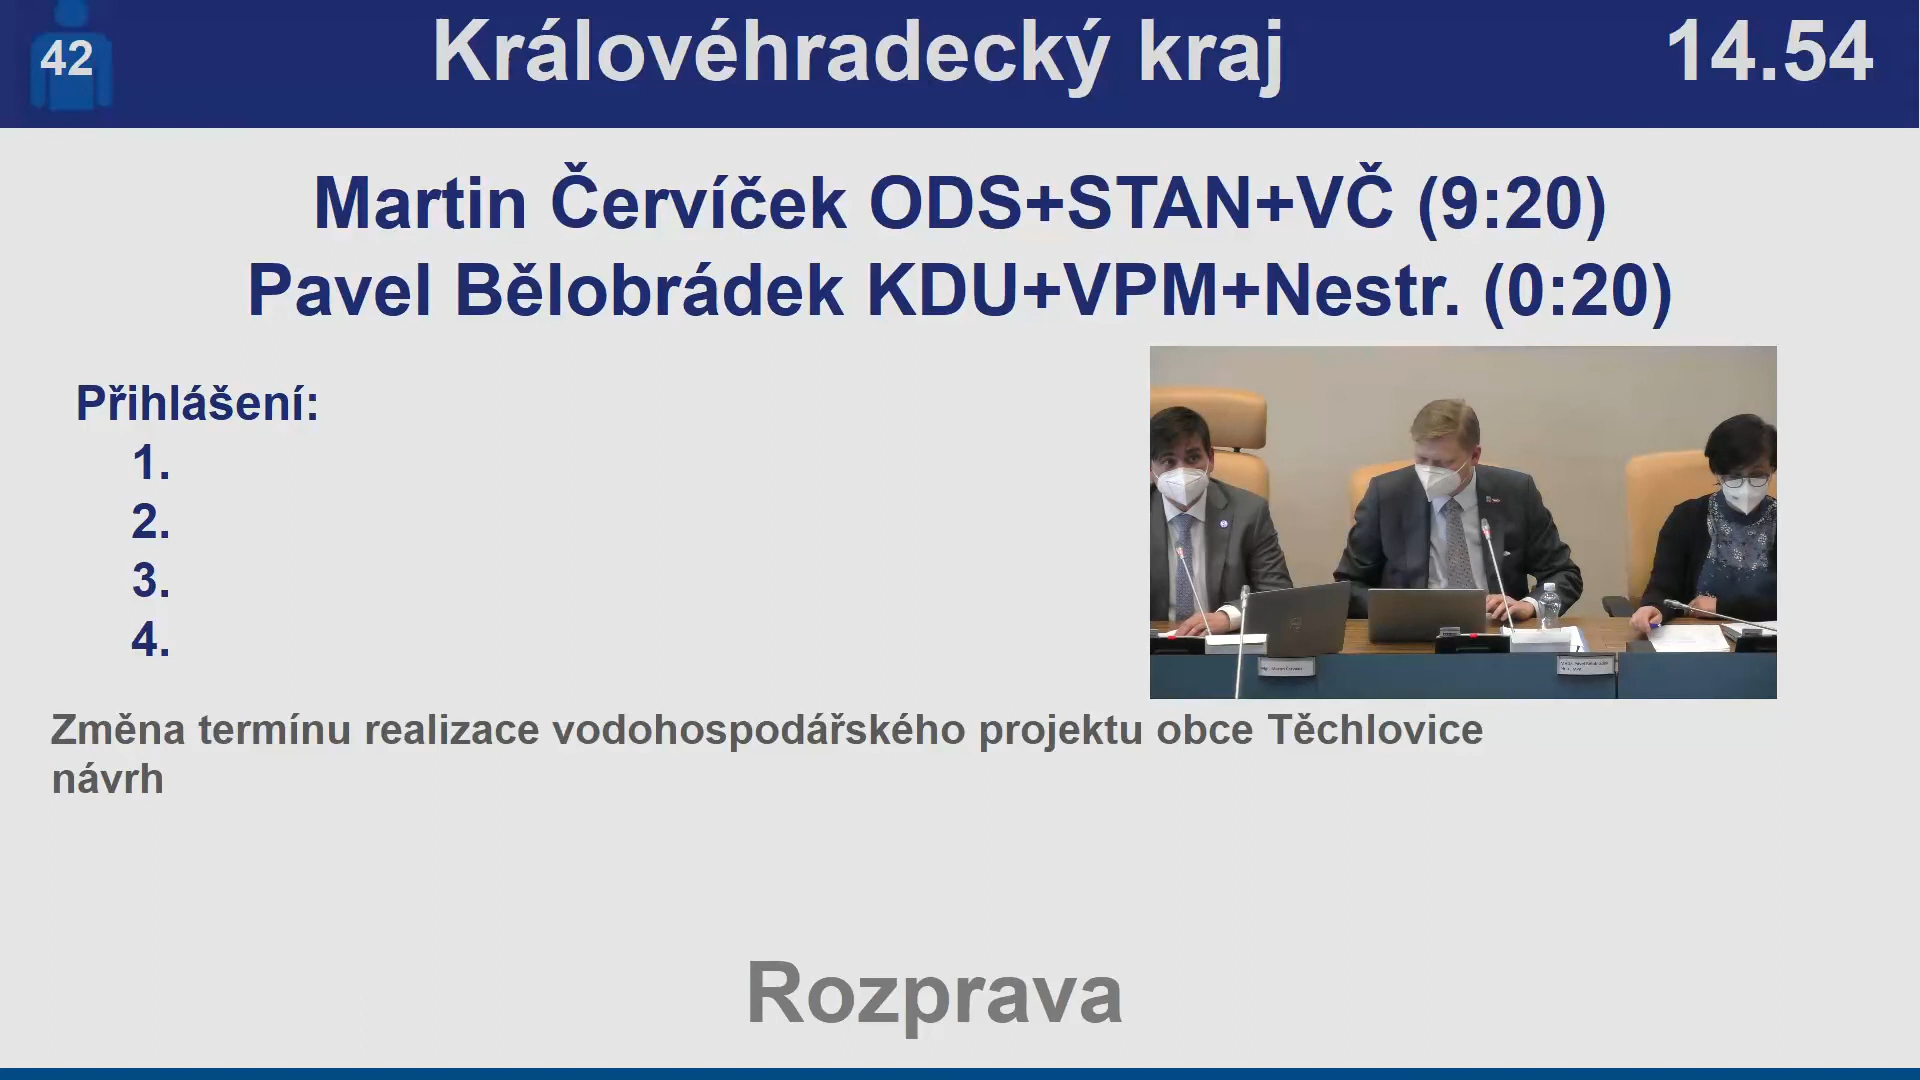 42
Královéhradecký kraj
14.54
Martin Červíček ODS+STAN+VČ (9:20)
Pavel Bělobrádek KDU+VPM+Nestr. (0:20)
Přihlášení:
1.
2.
3.
4.
Změna termínu realizace vodohospodářského projektu obce Těchlovice
návrh
Rozprava